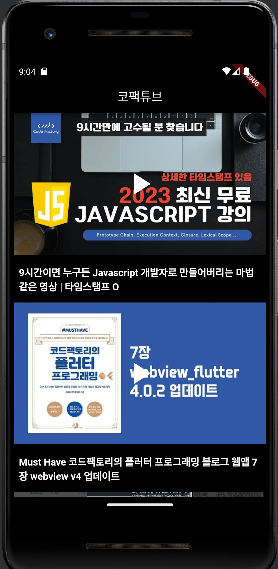 9:04
DEBUG
코팩튜브
Code Factory
9시간만에 고수될 분 찾습니다
상세한 타임스탬프 있음
2023 최신 무료
JS
JAVASCRIPT 강의
Prototype Chain, Execution Context, Closure, Lexical Scope...
9시간이면 누구든 Javascript 개발자로 만들어버리는 마법
같은 영상 | 타임스탬프 O
#MUSTHAVE
코드팩토리의
플러터
프로그래밍
7장
webview_flutter
4.0.2 업데이트
Must Have 코드팩토리의 플러터 프로그래밍 블로그 웹앱 7
장 webview v4 업데이트